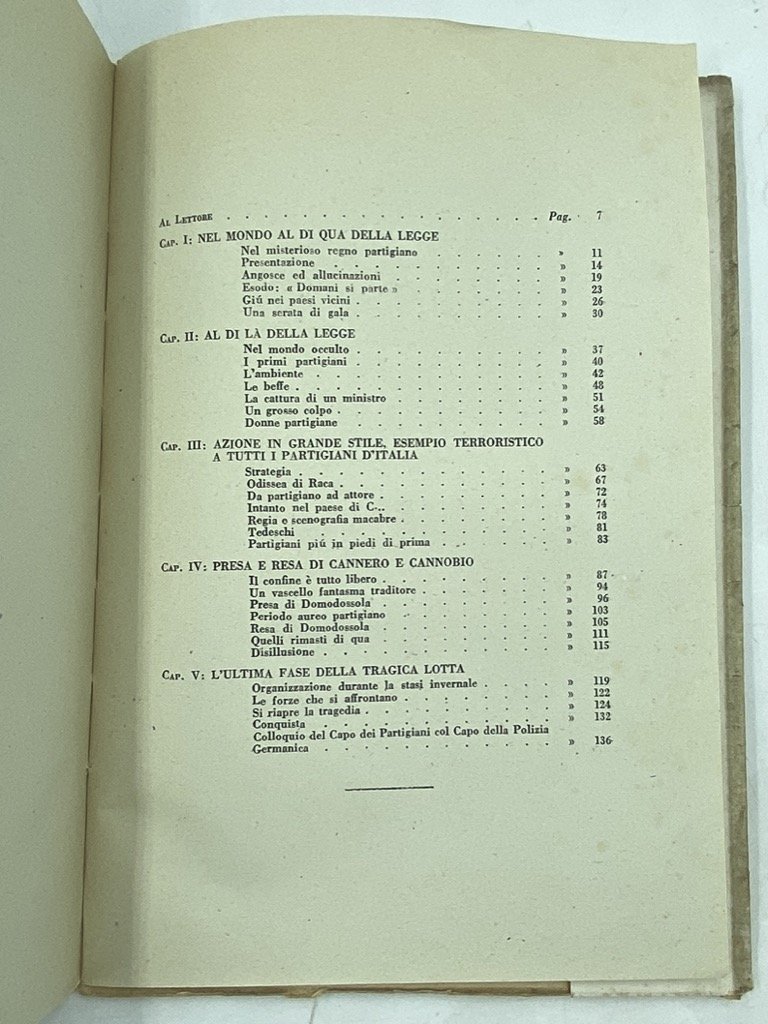 AL LETTORE . . . . . . . . . . . . . . . . . Pag. 7
CAP. I: NEL MONDO AL DI QUA DELLA LEGGE
Nel misterioso regno partigiano . . . . . . » 11
Presentazione . . . . . . . . . . . » 14
Angosce ed allucinazioni . . . . . . . . » 19
Esodo: « Domani si parte » . . . . . . . » 23
Giú nei paesi vicini . . . . . . . . . . » 26
Una serata di gala . . . . . . . . . . » 30
CAP. II: AL DI LÀ DELLA LEGGE
Nel mondo occulto . . . . . . . . . . » 37
I primi partigiani . . . . . . . . . . » 40
L'ambiente . . . . . . . . . . . . » 42
Le beffe . . . . . . . . . . . . . » 48
La cattura di un ministro . . . . . . . . » 51
Un grosso colpo . . . . . . . . . . . » 54
Donne partigiane . . . . . . . . . . » 58
CAP. III: AZIONE IN GRANDE STILE, ESEMPIO TERRORISTICO
A TUTTI I PARTIGIANI D'ITALIA
Strategia . . . . . . . . . . . . . » 63
Odissea di Raca . . . . . . . . . . . » 67
Da partigiano ad attore . . . . . . . . . » 72
Intanto nel paese di C... . . . . . . . . » 74
Regia e scenografia macabre . . . . . . . . » 78
Tedeschi . . . . . . . . . . . . » 81
Partigiani piú in piedi di prima . . . . . . » 83
CAP. IV: PRESA E RESA DI CANNERO E CANNOBIO
Il confine è tutto libero . . . . . . . . . » 87
Un vascello fantasma traditore . . . . . . . » 94
Presa di Domodossola . . . . . . . . . » 96
Periodo aureo partigiano . . . . . . . . » 103
Resa di Domodossola . . . . . . . . . » 105
Quelli rimasti di qua . . . . . . . . . » 111
Disillusione . . . . . . . . . . . . » 115
CAP. V: L'ULTIMA FASE DELLA TRAGICA LOTTA
Organizzazione durante la stasi invernale . . . . » 119
Le forze che si affrontano . . . . . . . . » 122
Si riapre la tragedia . . . . . . . . . . » 124
Conquista . . . . . . . . . . . . » 132
Colloquio del Capo dei Partigiani col Capo della Polizia
Germanica . . . . . . . . . . . . » 136